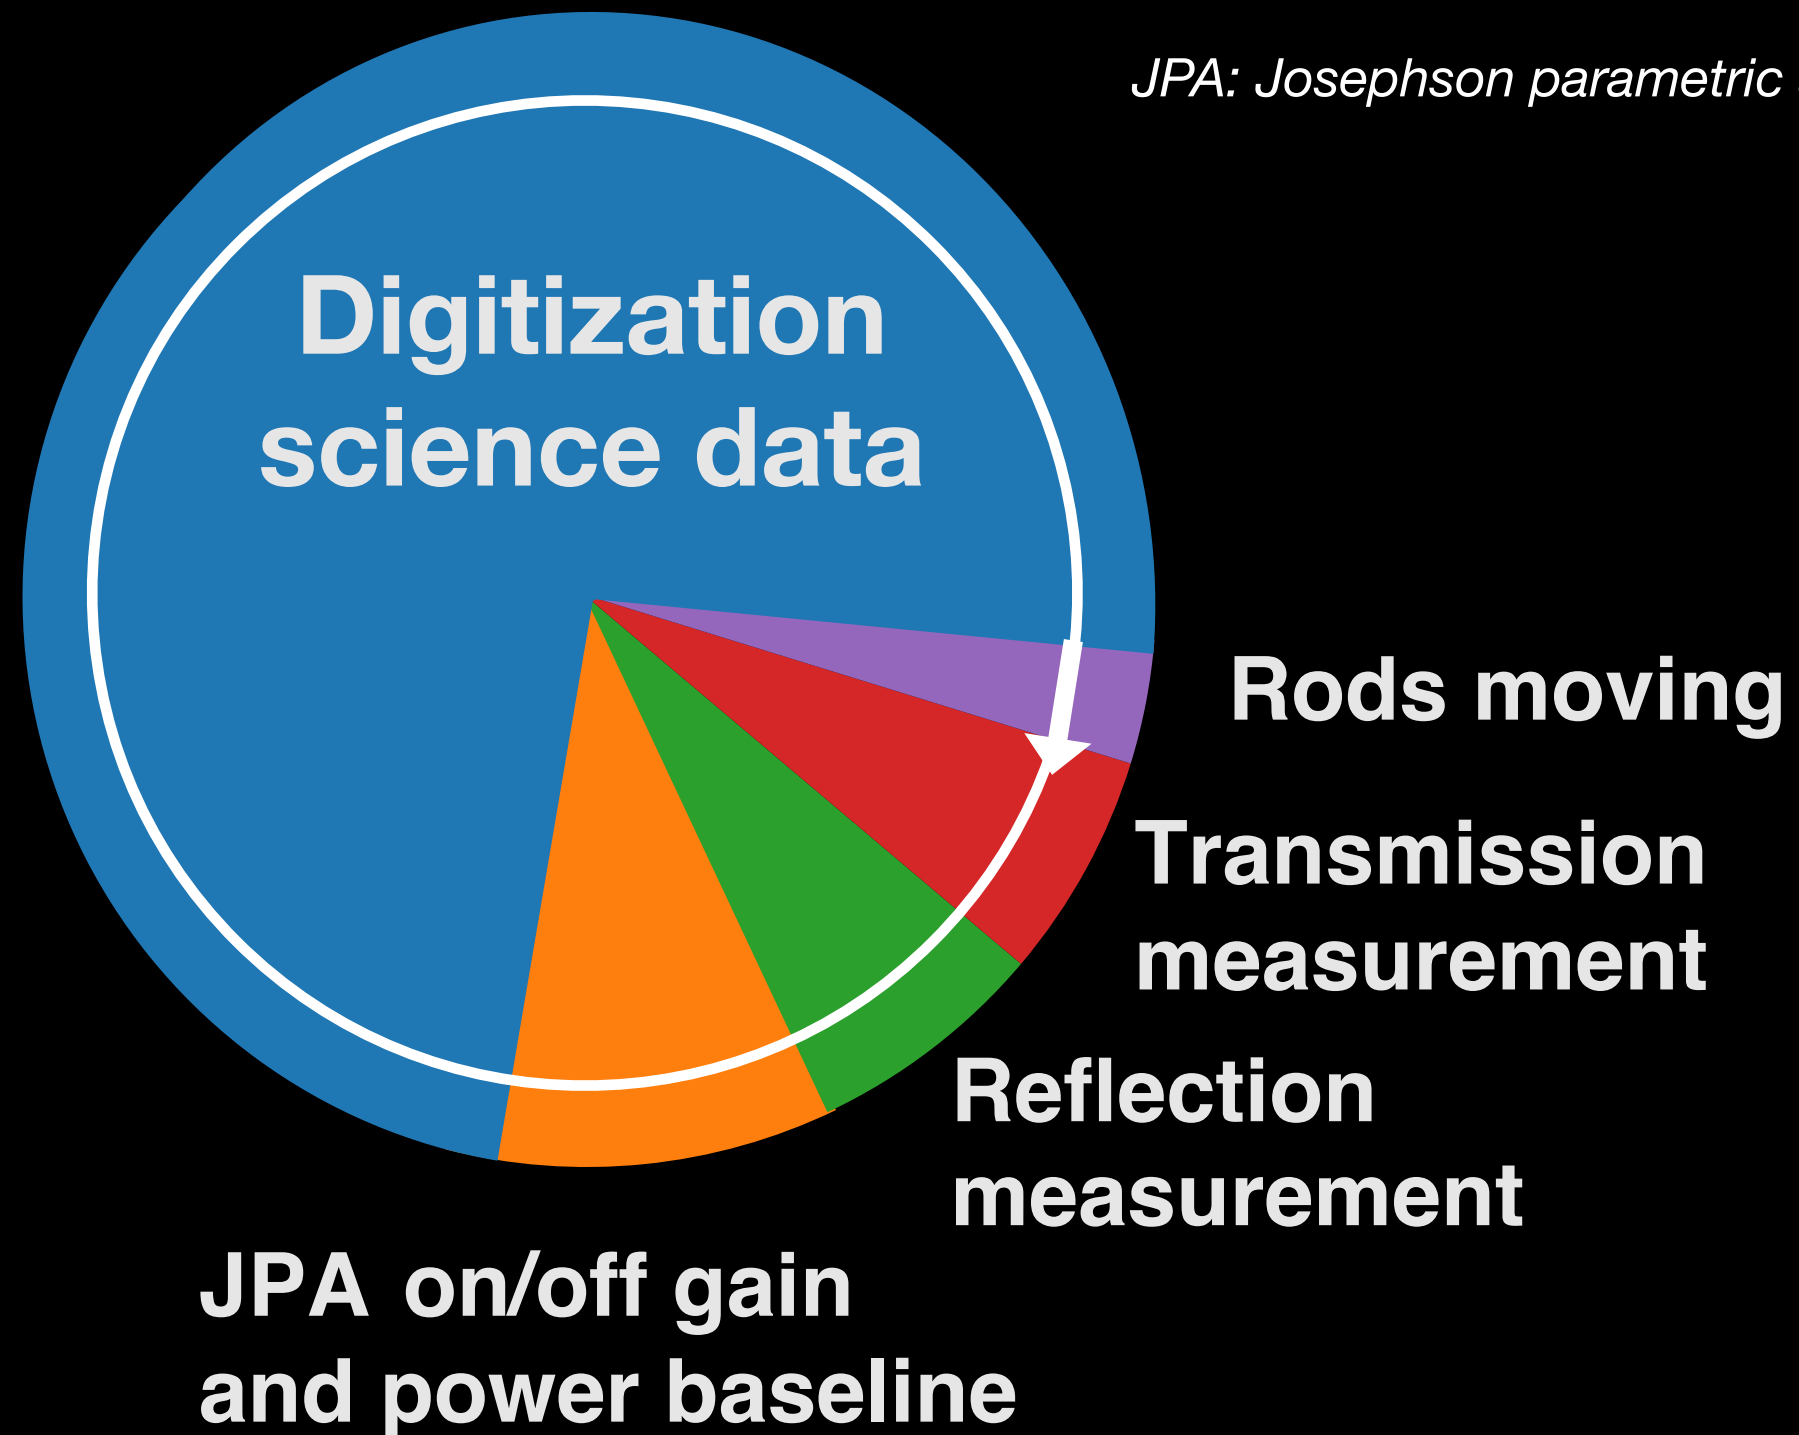 JPA: Josephson parametric
Digitization
science data
Rods moving
Transmission
measurement
Reflection
measurement
JPA on/off gain
and power baseline